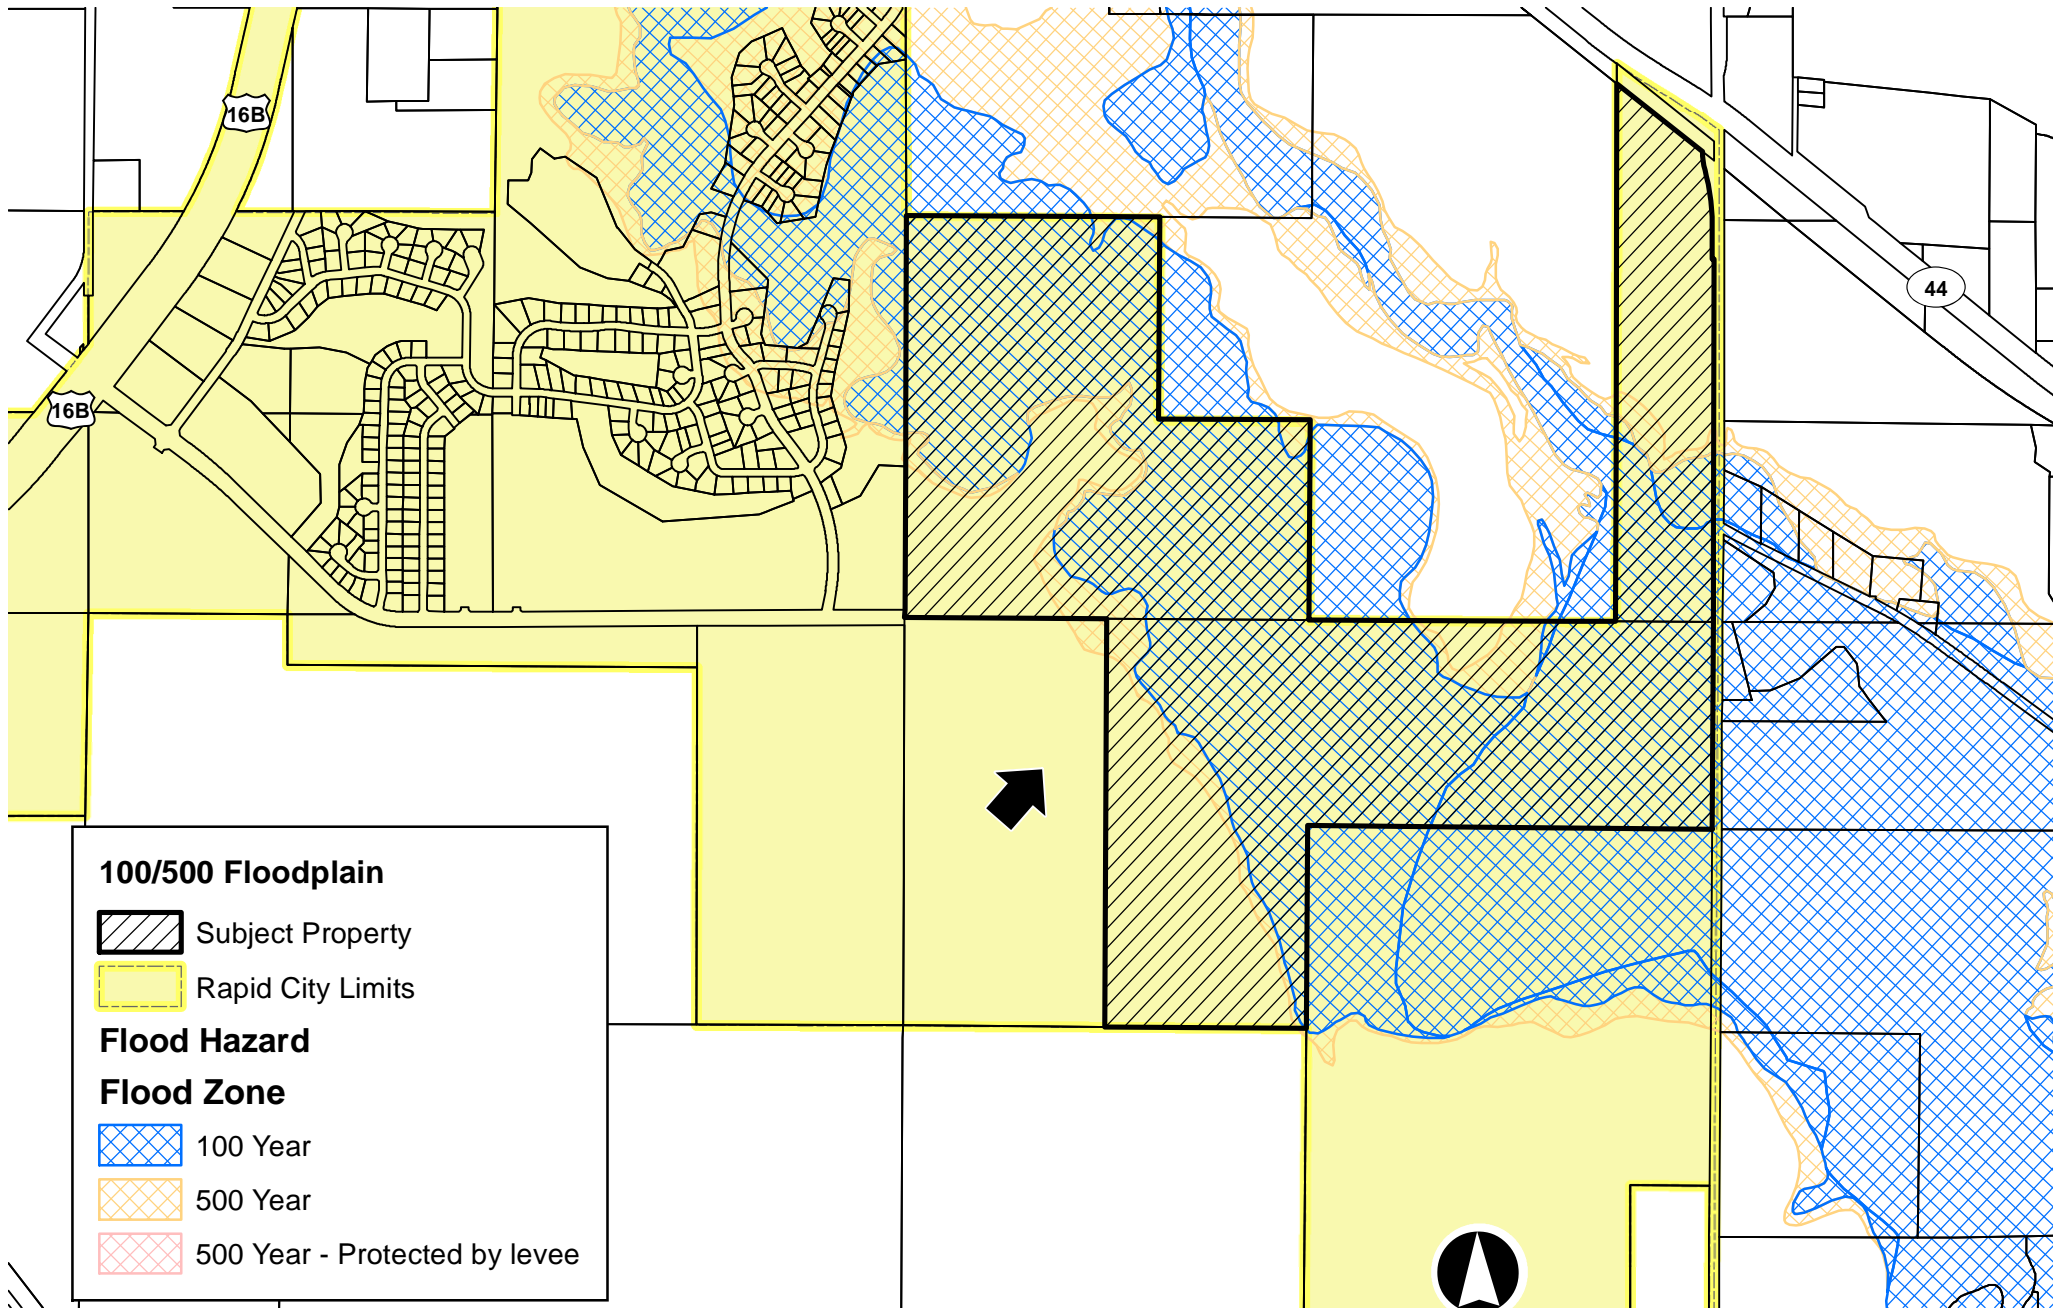 16B
44
16B
100/500 Floodplain
Subject Property
Rapid City Limits
Flood Hazard
Flood Zone
100 Year
500 Year
500 Year - Protected by levee